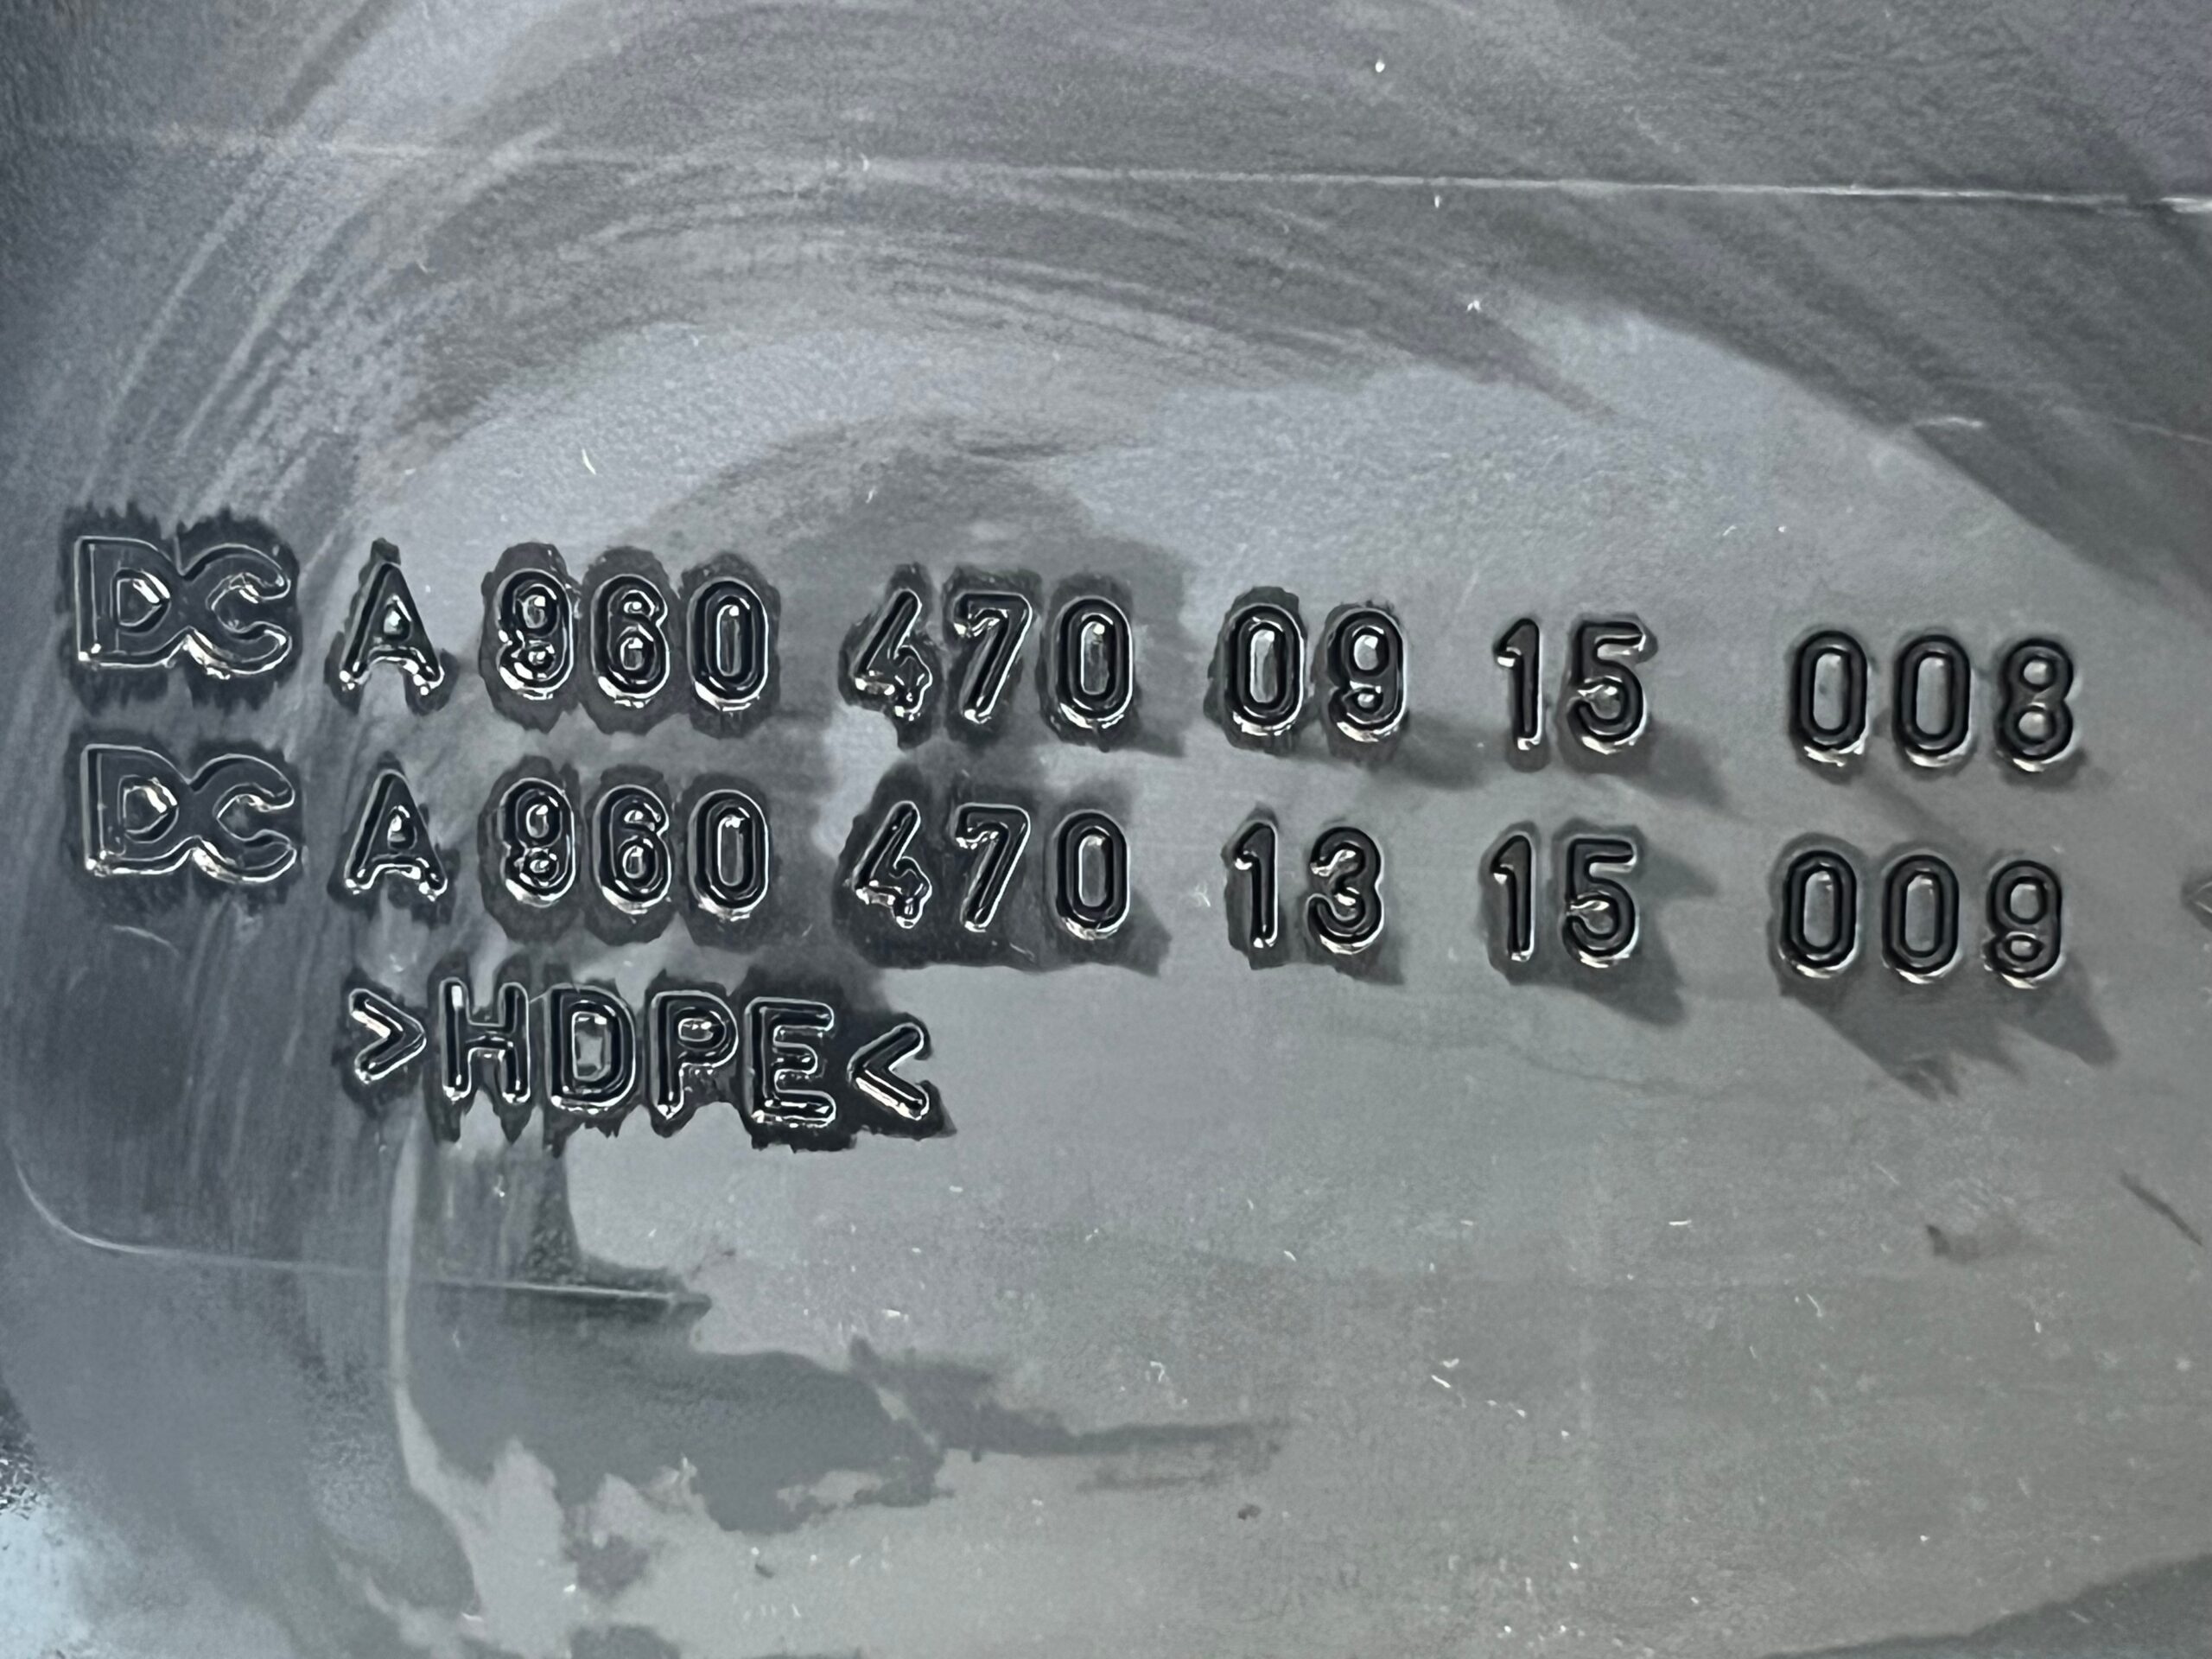 DC A 960 470 09 15 008
DC A 960 470 13 15 009
>HDPE<